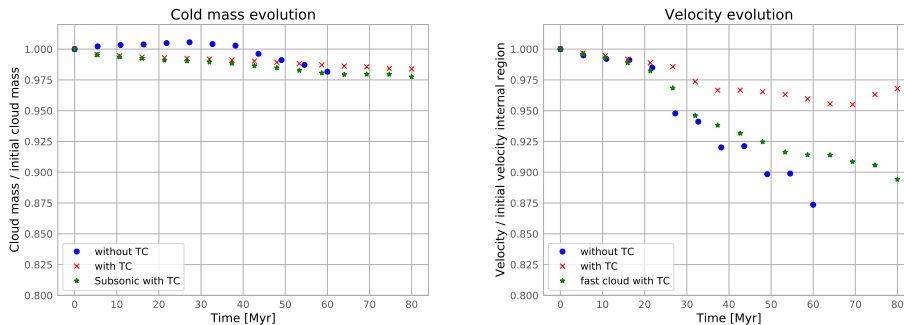 Cold mass evolution
Cloud mass / initial cloud mass
1.000
0.975
0.950
0.925
0.900
0.875
0.850
0.825
0.800
without TC
with TC
Subsonic with TC
0 10 20 30 40 50 60 70 80
Time [Myr]
Velocity evolution
Velocity / initial velocity internal region
1.000
0.975
0.950
0.925
0.900
0.875
0.850
0.825
0.800
without TC
with TC
fast cloud with TC
0 10 20 30 40 50 60 70 80
Time [Myr]